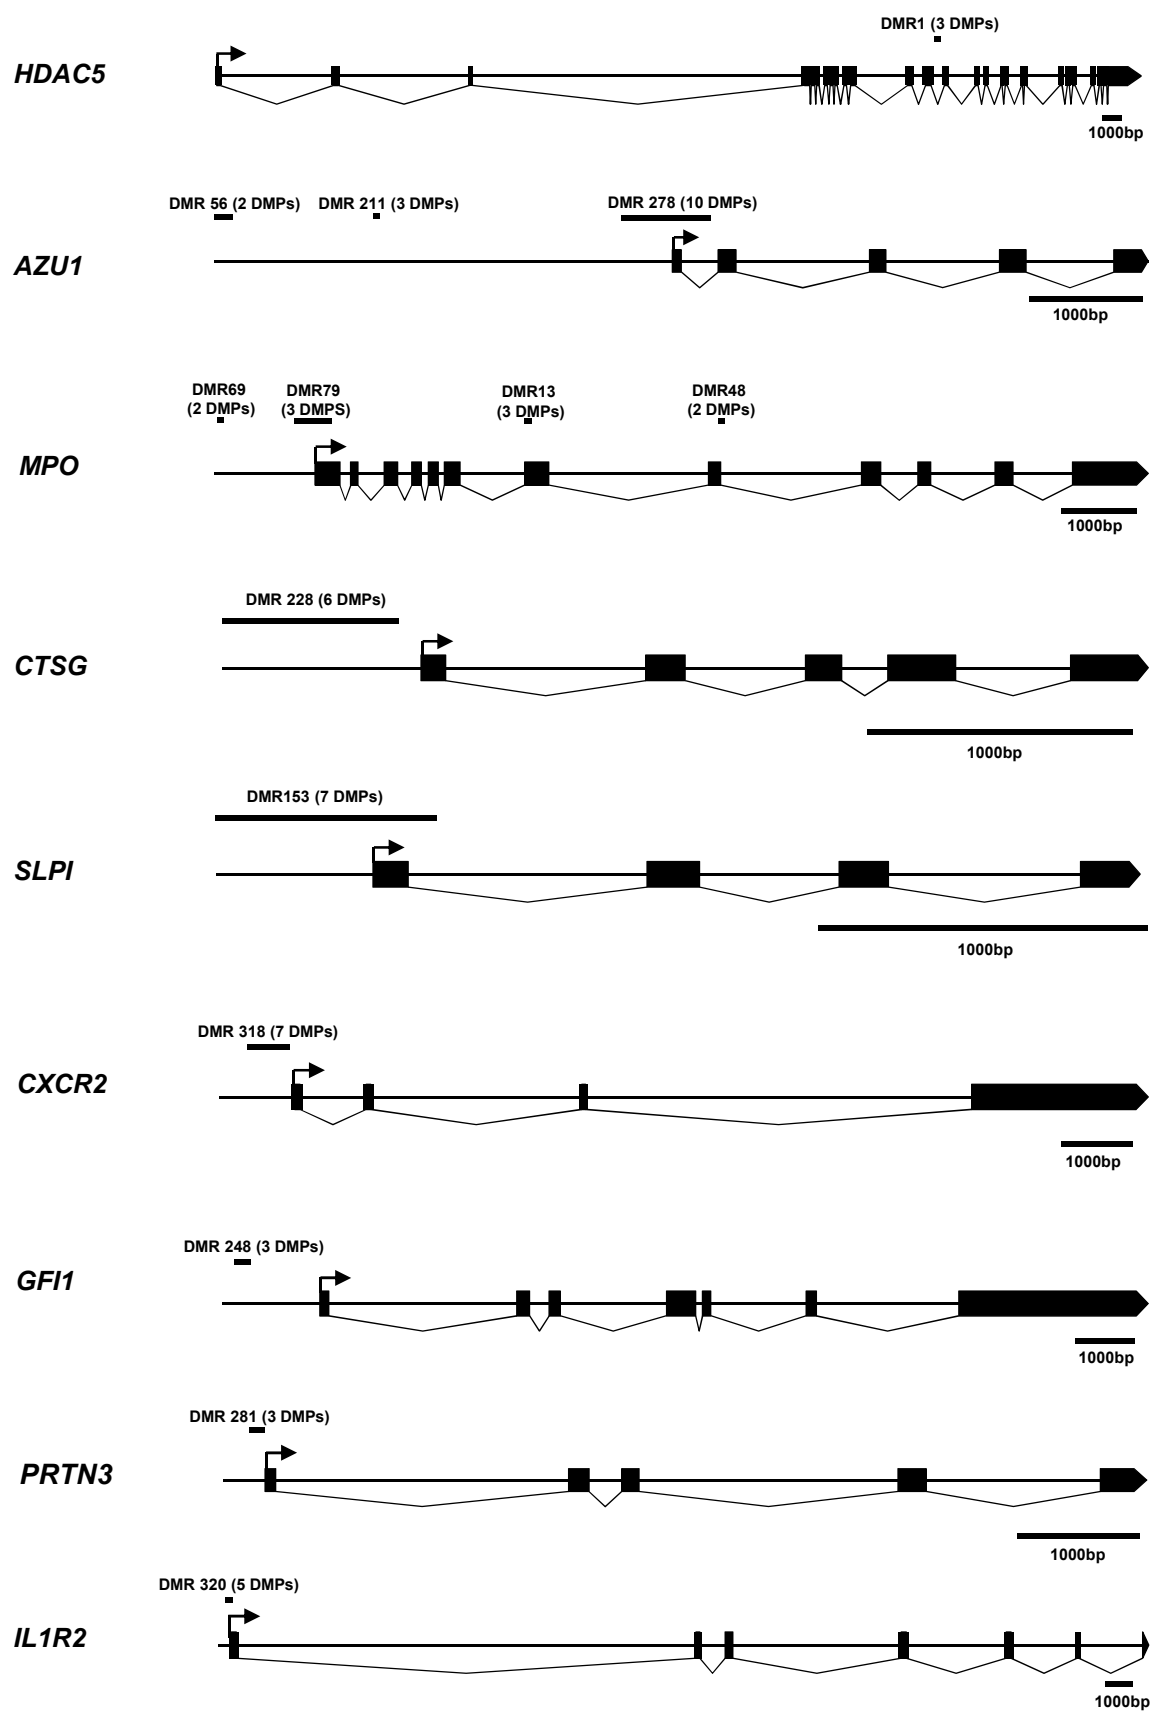 DMR1 (3 DMPs)
HDAC5
1000bp
DMR 56 (2 DMPs) DMR 211 (3 DMPs) DMR 278 (10 DMPs)
AZU1
1000bp
DMR69 DMR79 DMR13 DMR48
(2 DMPs) (3 DMPS) (3 DMPs) (2 DMPs)
MPO
1000bp
DMR 228 (6 DMPs)
CTSG
1000bp
DMR153 (7 DMPs)
SLPI
1000bp
DMR 318 (7 DMPs)
CXCR2
1000bp
DMR 248 (3 DMPs)
GFI1
1000bp
DMR 281 (3 DMPs)
PRTN3
1000bp
DMR 320 (5 DMPs)
IL1R2
1000bp